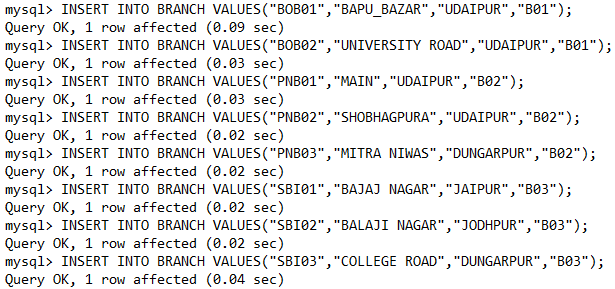 mysql> INSERT INTO BRANCH VALUES("BOB01","BAPU_BAZAR","UDAIPUR","B01");
Query OK, 1 row affected (0.09 sec)
mysql> INSERT INTO BRANCH VALUES("BOB02","UNIVERSITY ROAD","UDAIPUR","B01");
Query OK, 1 row affected (0.03 sec)
mysql> INSERT INTO BRANCH VALUES("PNB01","MAIN","UDAIPUR","B02");
Query OK, 1 row affected (0.03 sec)
mysql> INSERT INTO BRANCH VALUES("PNB02","SHOBHAGPURA","UDAIPUR","B02");
Query OK, 1 row affected (0.02 sec)
mysql> INSERT INTO BRANCH VALUES("PNB03","MITRA NIWAS","DUNGARPUR","B02");
Query OK, 1 row affected (0.02 sec)
mysql> INSERT INTO BRANCH VALUES("SBI01","BAJAJ NAGAR","JAIPUR","B03");
Query OK, 1 row affected (0.02 sec)
mysql> INSERT INTO BRANCH VALUES("SBI02","BALAJI NAGAR","JODHPUR","B03");
Query OK, 1 row affected (0.02 sec)
mysql> INSERT INTO BRANCH VALUES("SBI03","COLLEGE ROAD","DUNGARPUR","B03");
Query OK, 1 row affected (0.04 sec)